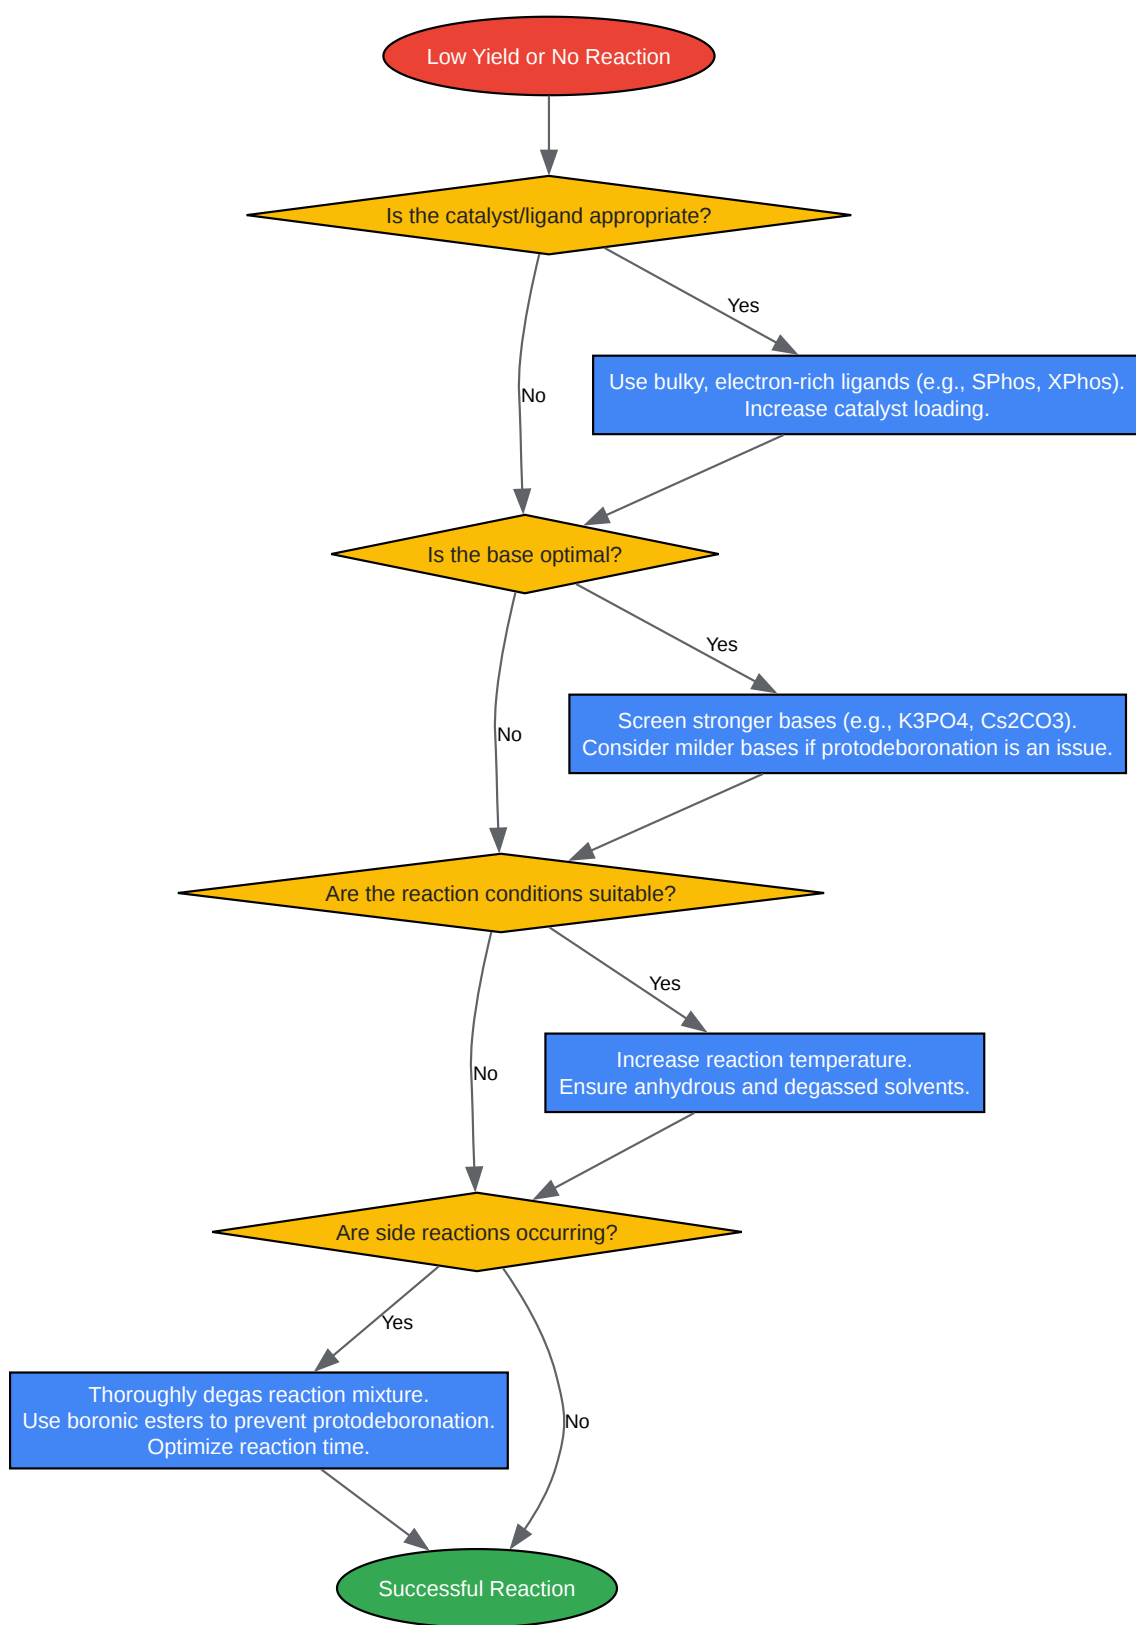 Low Yield or No Reaction
Is the catalyst/ligand appropriate?
Yes
Use bulky, electron-rich ligands (e.g., SPhos, XPhos).
Increase catalyst loading.
No
Is the base optimal?
Yes
Screen stronger bases (e.g., K3PO4, Cs2CO3).
Consider milder bases if protodeboronation is an issue.
No
Are the reaction conditions suitable?
Yes
Increase reaction temperature.
Ensure anhydrous and degassed solvents.
No
Are side reactions occurring?
Yes
Thoroughly degas reaction mixture.
Use boronic esters to prevent protodeboronation.
Optimize reaction time.
No
Successful Reaction